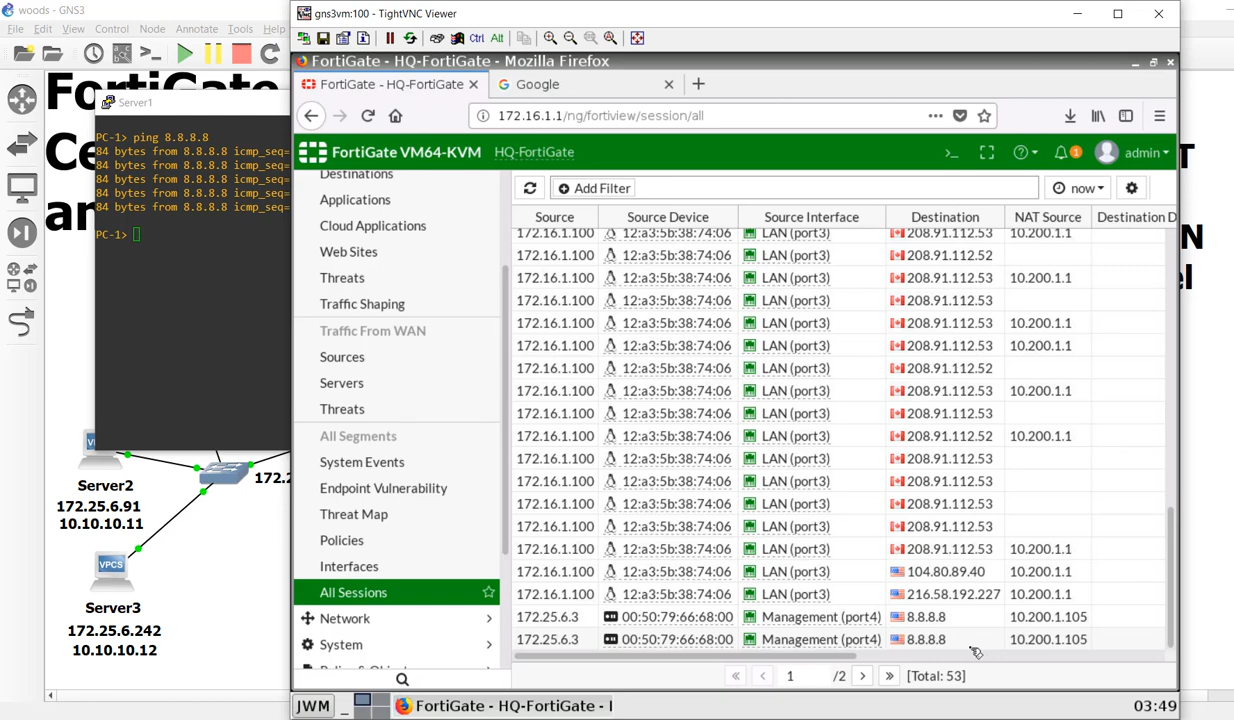 woods - GNS3
File Edit View Control Node Annotate Tools Help
Server1
PC-1> ping 8.8.8.8
84 bytes from 8.8.8.8 icmp_seq=
84 bytes from 8.8.8.8 icmp_seq=
84 bytes from 8.8.8.8 icmp_seq=
84 bytes from 8.8.8.8 icmp_seq=
84 bytes from 8.8.8.8 icmp_seq=
PC-1>
Server2
172.25.6.91
10.10.10.11
172.2
VPCS
Server3
172.25.6.242
10.10.10.12
gns3vm:100 - TightVNC Viewer
Ctrl Alt
FortiGate - HQ-FortiGate - Mozilla Firefox
FortiGate - HQ-FortiGate
Google
172.16.1.1/ng/fortiview/session/all
FortiGate VM64-KVM HQ-FortiGate
1 admin
Destinations
Applications
Cloud Applications
Web Sites
Threats
Traffic Shaping
Traffic From WAN
Sources
Servers
Threats
All Segments
System Events
Endpoint Vulnerability
Threat Map
Policies
Interfaces
All Sessions
Network
System
Add Filter now
Source Source Device Source Interface Destination NAT Source Destination D
172.16.1.100 12:a3:5b:38:74:06 LAN (port3) 208.91.112.53 10.200.1.1
172.16.1.100 12:a3:5b:38:74:06 LAN (port3) 208.91.112.52
172.16.1.100 12:a3:5b:38:74:06 LAN (port3) 208.91.112.53 10.200.1.1
172.16.1.100 12:a3:5b:38:74:06 LAN (port3) 208.91.112.53
172.16.1.100 12:a3:5b:38:74:06 LAN (port3) 208.91.112.53 10.200.1.1
172.16.1.100 12:a3:5b:38:74:06 LAN (port3) 208.91.112.53 10.200.1.1
172.16.1.100 12:a3:5b:38:74:06 LAN (port3) 208.91.112.52
172.16.1.100 12:a3:5b:38:74:06 LAN (port3) 208.91.112.53 10.200.1.1
172.16.1.100 12:a3:5b:38:74:06 LAN (port3) 208.91.112.53
172.16.1.100 12:a3:5b:38:74:06 LAN (port3) 208.91.112.52 10.200.1.1
172.16.1.100 12:a3:5b:38:74:06 LAN (port3) 208.91.112.53
172.16.1.100 12:a3:5b:38:74:06 LAN (port3) 208.91.112.53
172.16.1.100 12:a3:5b:38:74:06 LAN (port3) 208.91.112.53
172.16.1.100 12:a3:5b:38:74:06 LAN (port3) 208.91.112.53
172.16.1.100 12:a3:5b:38:74:06 LAN (port3) 208.91.112.53 10.200.1.1
172.16.1.100 12:a3:5b:38:74:06 LAN (port3) 104.80.89.40 10.200.1.1
172.16.1.100 12:a3:5b:38:74:06 LAN (port3) 216.58.192.227 10.200.1.1
172.25.6.3 00:50:79:66:68:00 Management (port4) 8.8.8.8 10.200.1.105
172.25.6.3 00:50:79:66:68:00 Management (port4) 8.8.8.8 10.200.1.105
1 /2 [Total: 53]
JWM FortiGate - HQ-FortiGate - 03:49